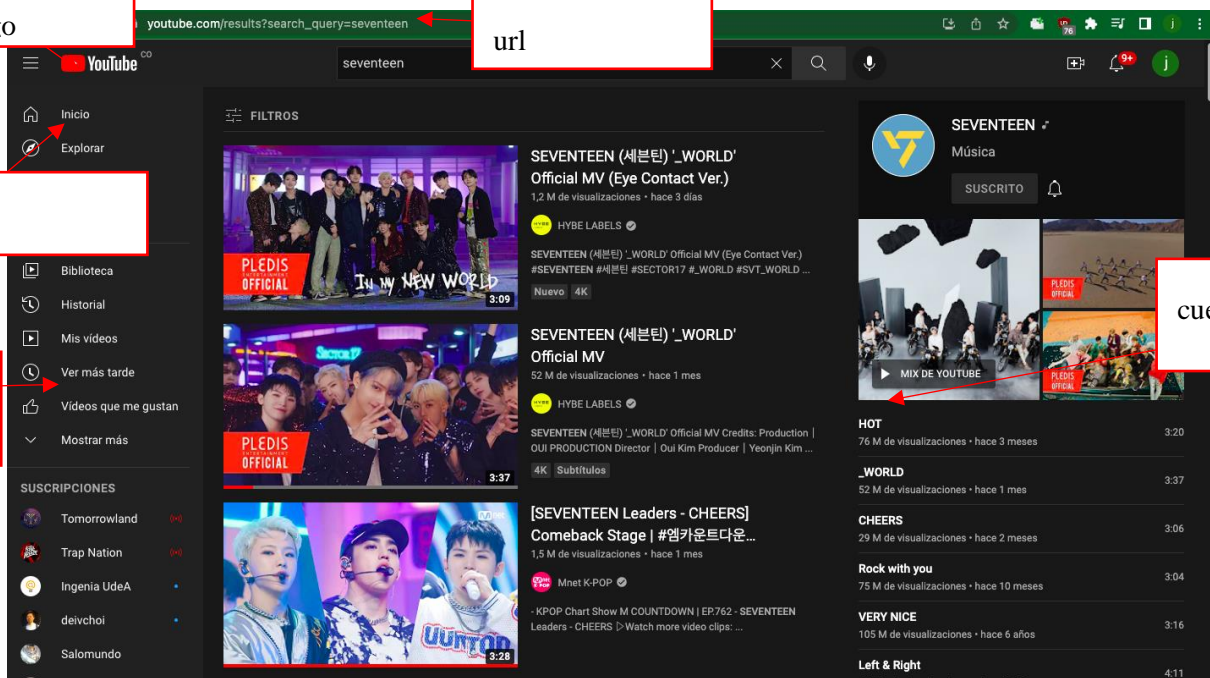 youtube.com/results?search_query=seventeen
go
url
76
YouTube CO
seventeen
9+
j
j
Inicio
Explorar
Biblioteca
Historial
Mis vídeos
Ver más tarde
Vídeos que me gustan
Mostrar más
SUSCRIPCIONES
Tomorrowland
Trap Nation
Ingenia UdeA
deivchoi
Salomundo
FILTROS
PLEDIS
ENTERTAINMENT
OFFICIAL
IN MY NEW WORLD
3:09
SEVENTEEN (세븐틴) '_WORLD'
Official MV (Eye Contact Ver.)
1,2 M de visualizaciones • hace 3 días
HYBE LABELS
SEVENTEEN (세븐틴) '_WORLD' Official MV (Eye Contact Ver.)
#SEVENTEEN #세븐틴 #SECTOR17 #_WORLD #SVT_WORLD ...
Nuevo 4K
SECTOR 17
PLEDIS
ENTERTAINMENT
OFFICIAL
3:37
SEVENTEEN (세븐틴) '_WORLD'
Official MV
52 M de visualizaciones • hace 1 mes
HYBE LABELS
SEVENTEEN (세븐틴) '_WORLD' Official MV Credits: Production |
OUI PRODUCTION Director | Oui Kim Producer | Yeonjin Kim ...
4K Subtítulos
3:28
[SEVENTEEN Leaders - CHEERS]
Comeback Stage | #엠카운트다운...
1,5 M de visualizaciones • hace 1 mes
Mnet K-POP
- KPOP Chart Show M COUNTDOWN | EP.762 - SEVENTEEN
Leaders - CHEERS ▷Watch more video clips: ...
SEVENTEEN
Música
SUSCRITO
PLEDIS
OFFICIAL
PLEDIS
OFFICIAL
MIX DE YOUTUBE
cue
HOT
76 M de visualizaciones • hace 3 meses
3:20
_WORLD
52 M de visualizaciones • hace 1 mes
3:37
CHEERS
29 M de visualizaciones • hace 2 meses
3:06
Rock with you
75 M de visualizaciones • hace 10 meses
3:04
VERY NICE
105 M de visualizaciones • hace 6 años
3:16
Left & Right
4:11